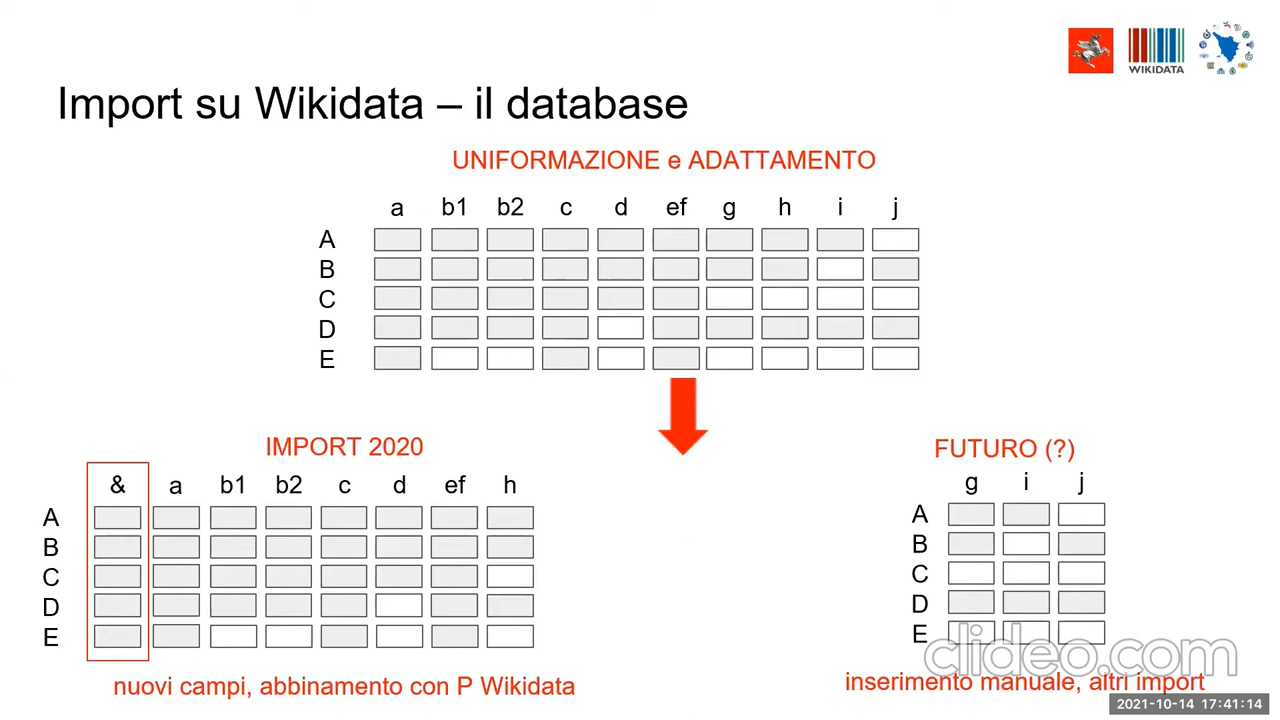 WIKIDATA
Import su Wikidata – il database
UNIFORMAZIONE e ADATTAMENTO
a b1 b2 c d ef g h i j
A
B
C
D
E
IMPORT 2020
& a b1 b2 c d ef h
A
B
C
D
E
nuovi campi, abbinamento con P Wikidata
FUTURO (?)
g i j
A
B
C
D
E
clideo.com
inserimento manuale, altri import
2021-10-14 17:41:14